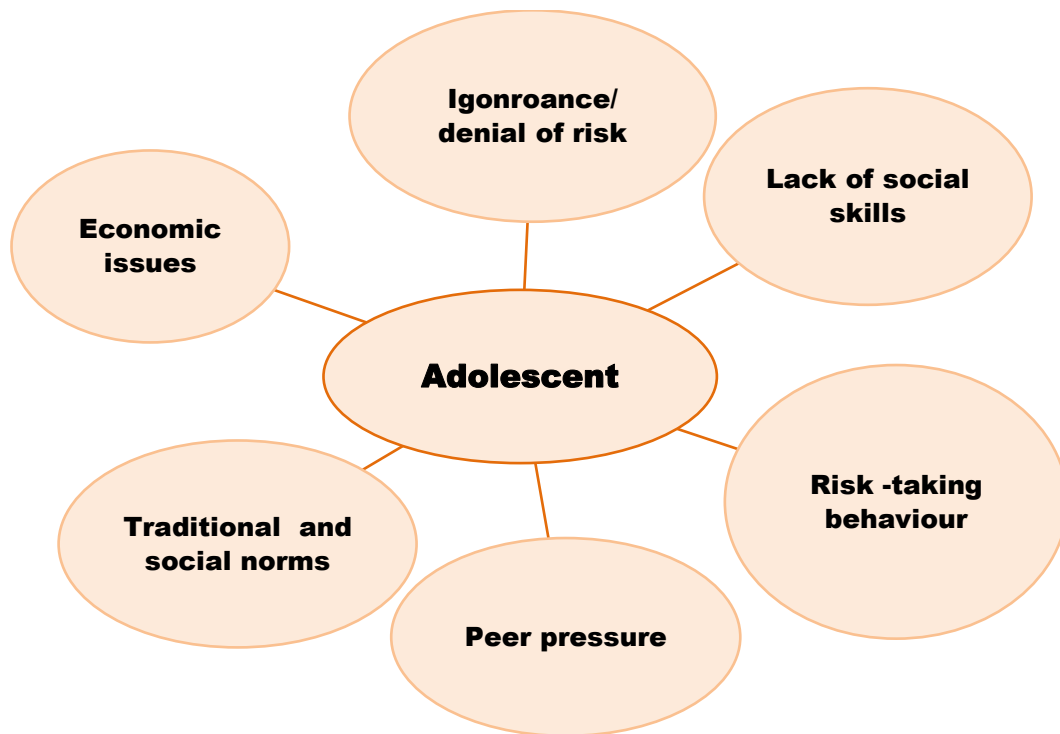 Igonroance/
denial of risk
Lack of social
skills
Economic
issues
Adolescent
Risk -taking
behaviour
Traditional  and
social norms
Peer pressure